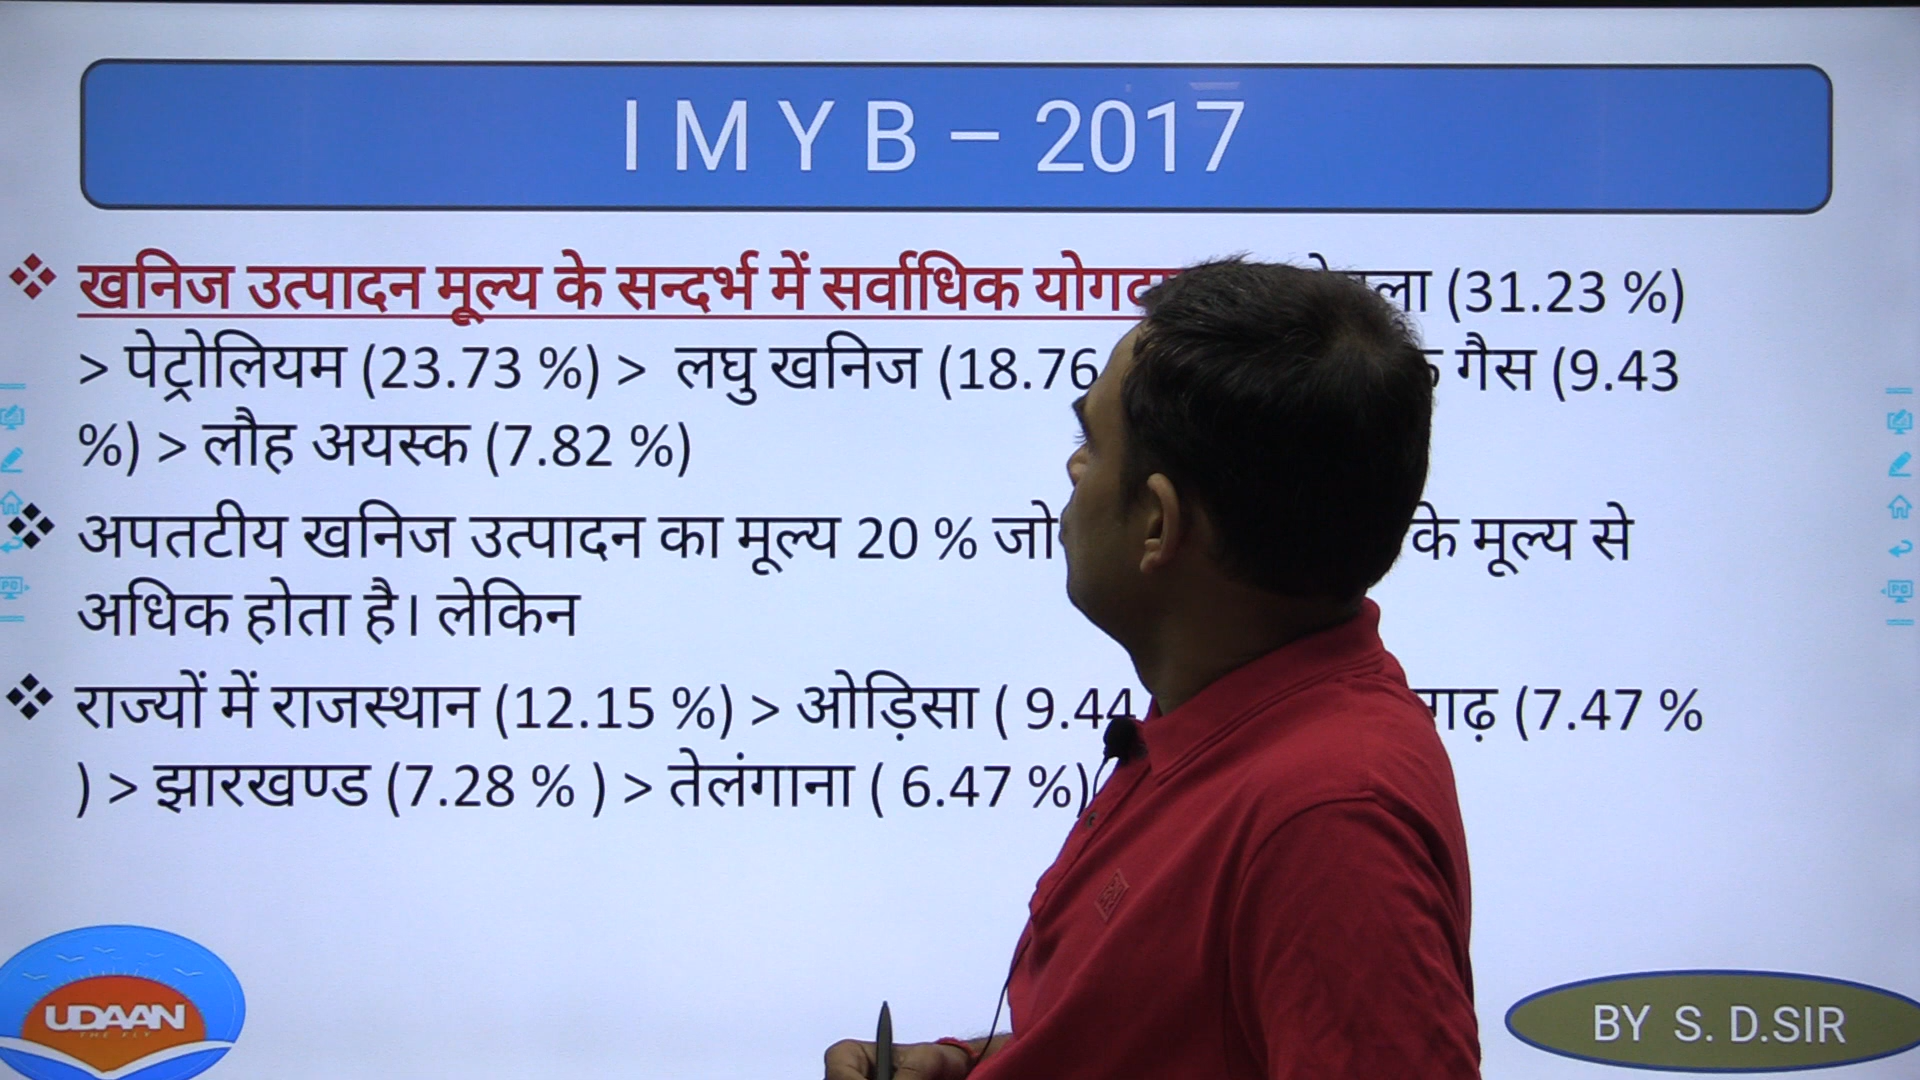 I M Y B – 2017
❖ खनिज उत्पादन मूल्य के सन्दर्भ में सर्वाधिक (31.23 %)
> पेट्रोलियम (23.73 %) > लघु खनिज (18.76 गैस (9.43
%) > लौह अयस्क (7.82 %)
❖ अपतटीय खनिज उत्पादन का मूल्य 20 % जो के मूल्य से
अधिक होता है। लेकिन
❖ राज्यों में राजस्थान (12.15 %) > ओड़िसा ( 9.44 (7.47 %
) > झारखण्ड (7.28 % ) > तेलंगाना ( 6.47 %)
UDAAN
THE FLY
BY S. D.SIR